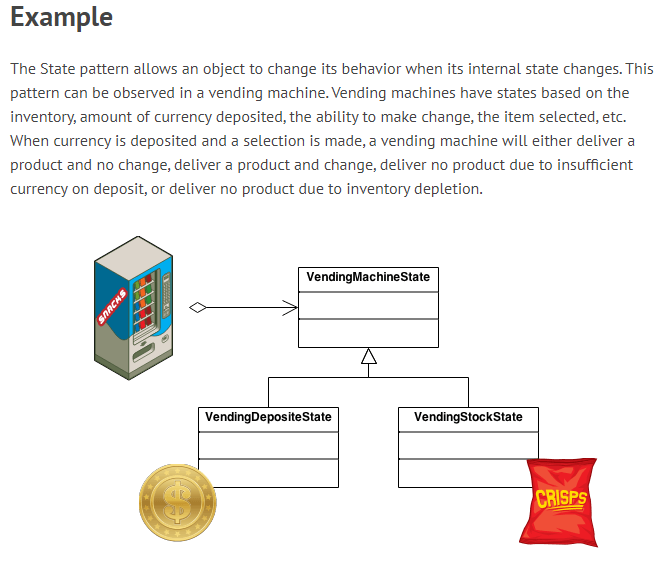 Example
The State pattern allows an object to change its behavior when its internal state changes. This
pattern can be observed in a vending machine. Vending machines have states based on the
inventory, amount of currency deposited, the ability to make change, the item selected, etc.
When currency is deposited and a selection is made, a vending machine will either deliver a
product and no change, deliver a product and change, deliver no product due to insufficient
currency on deposit, or deliver no product due to inventory depletion.
SNACKS
VendingMachineState
VendingDepositeState
VendingStockState
$
CRISPS